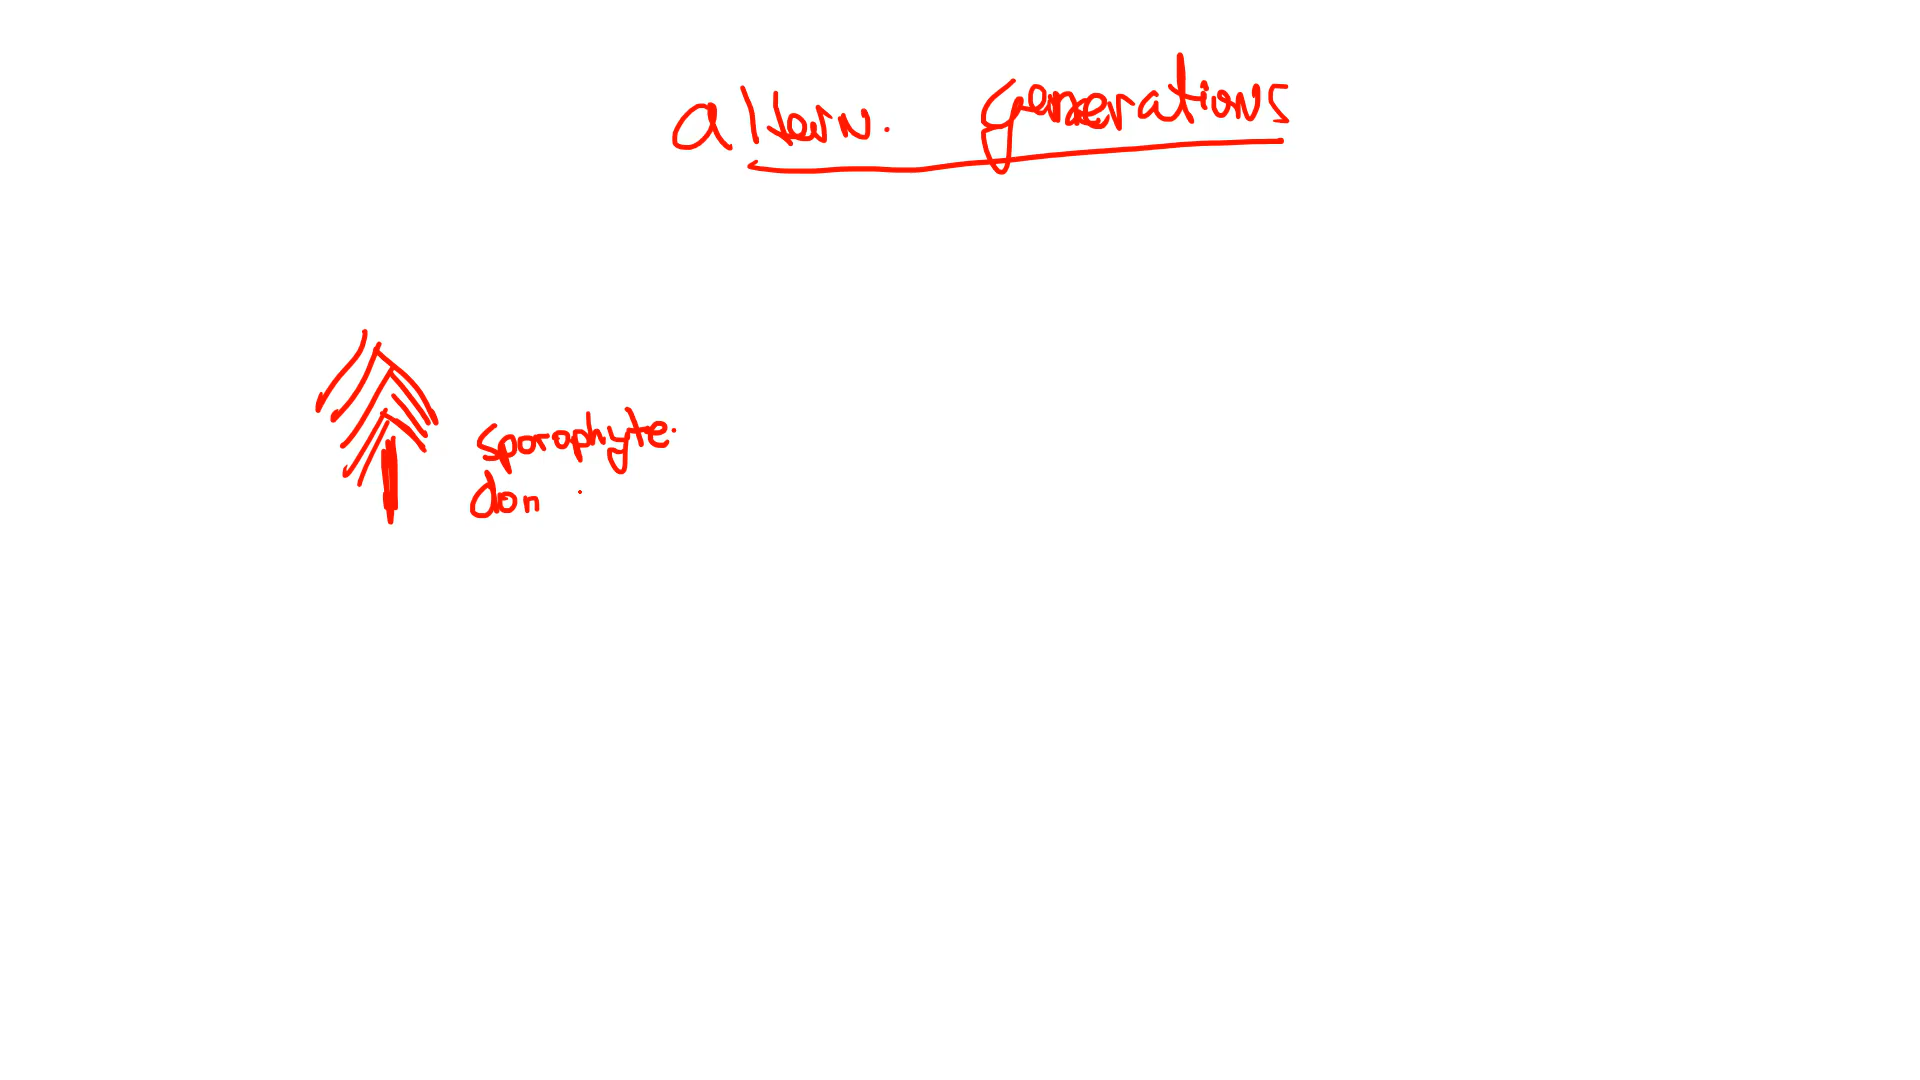 altern. generations
sporophyte.
don .